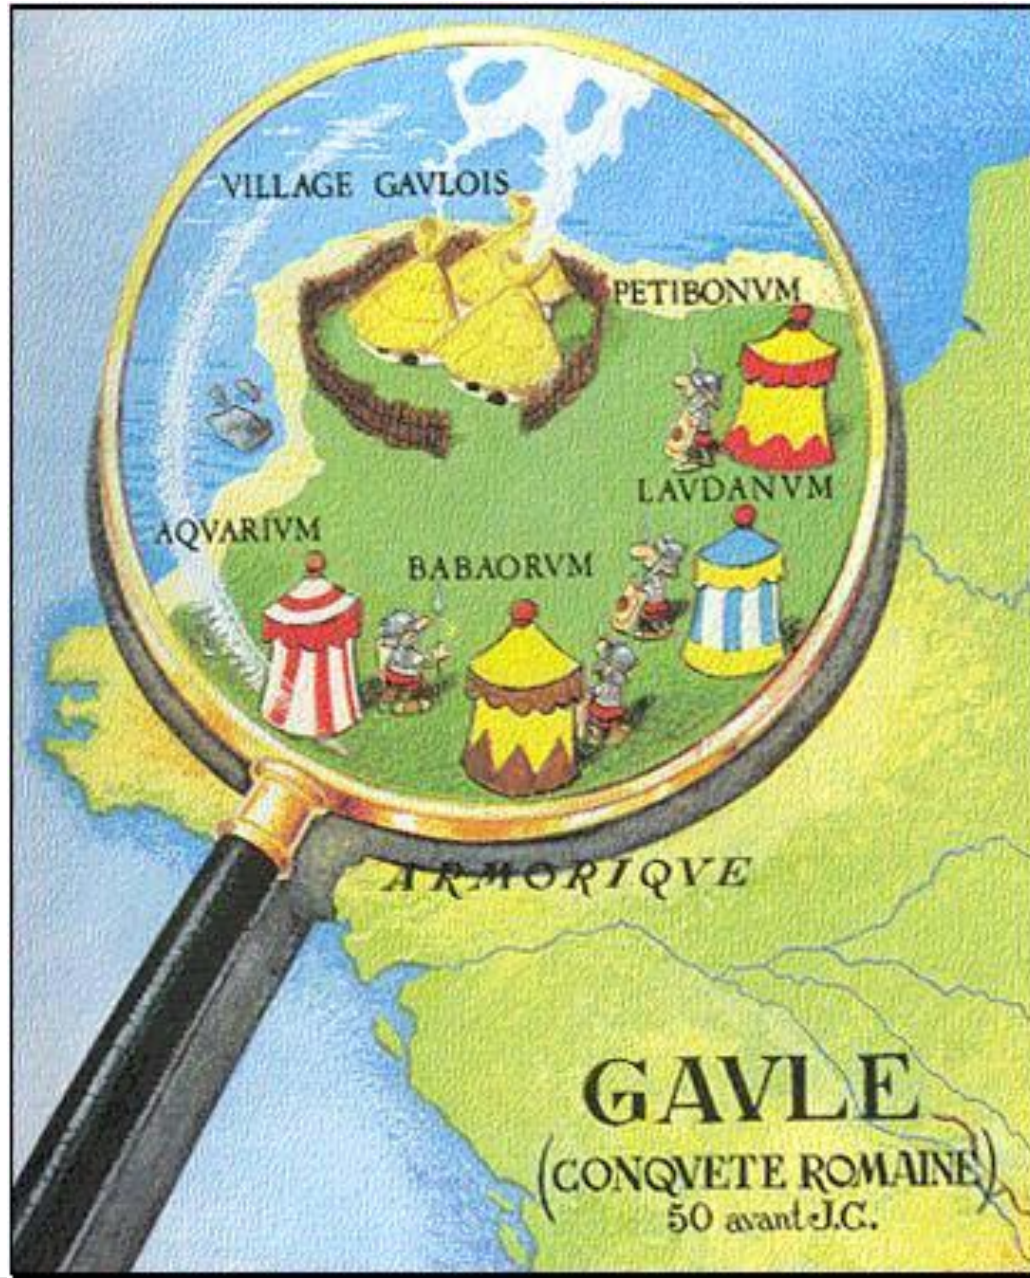 VILLAGE GAVLOIS
PETIBONVM
LAVDANVM
AQVARIVM
BABAORVM
ARMORIQVE
GAVLE
(CONQVETE ROMAINE)
50 avant J.C.